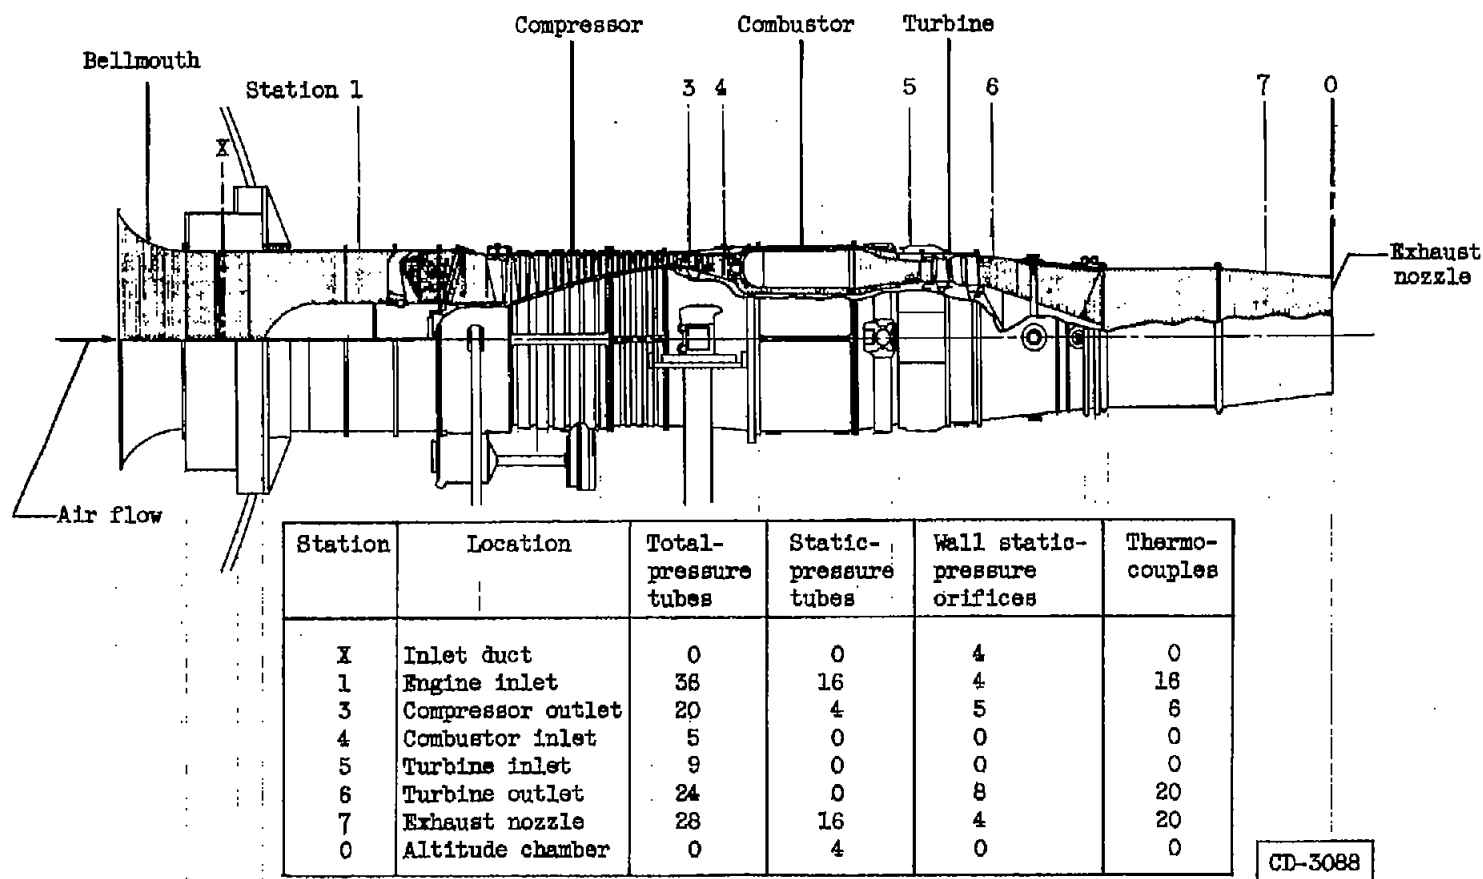 Compressor Combustor Turbine
Bellmouth
Station 1 3 4 5 6 7 0
X
Exhaust
nozzle
Air flow
Station Location Total-pressure tubes Static-pressure tubes Wall static-pressure orifices Thermo-couples
X Inlet duct 0 0 4 0
1 Engine inlet 36 16 4 16
3 Compressor outlet 20 4 5 6
4 Combustor inlet 5 0 0 0
5 Turbine inlet 9 0 0 0
6 Turbine outlet 24 0 8 20
7 Exhaust nozzle 28 16 4 20
0 Altitude chamber 0 4 0 0
CD-3088